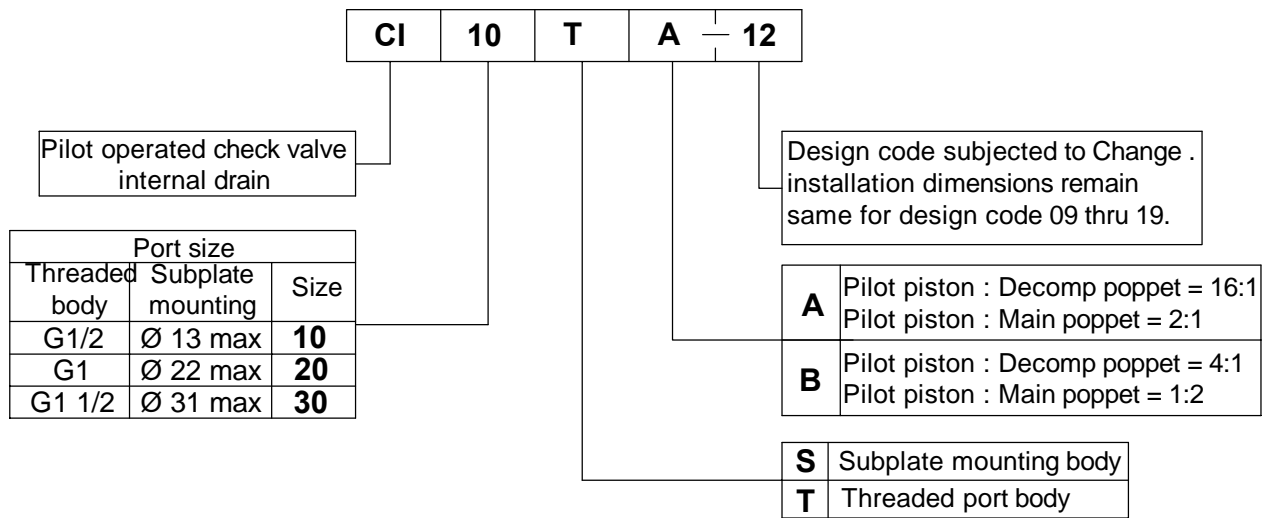 CI 10 T A — 12
Pilot operated check valve
internal drain
Design code subjected to Change .
installation dimensions remain
same for design code 09 thru 19.
Port size
Threaded body Subplate mounting Size
G1/2 Ø 13 max 10
G1 Ø 22 max 20
G1 1/2 Ø 31 max 30
A Pilot piston : Decomp poppet = 16:1
Pilot piston : Main poppet = 2:1
B Pilot piston : Decomp poppet = 4:1
Pilot piston : Main poppet = 1:2
S Subplate mounting body
T Threaded port body